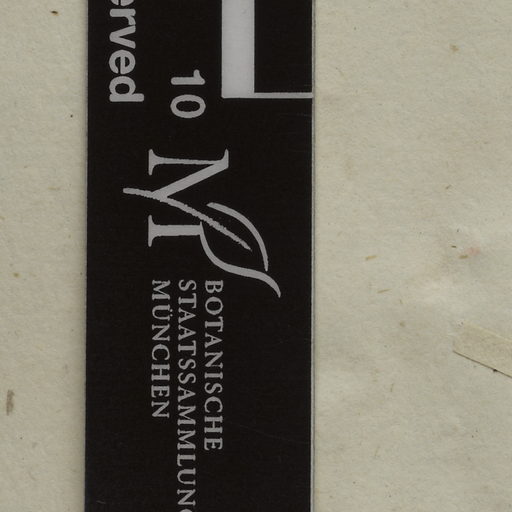 erved
10
M
BOTANISCHE
STAATSSAMMLUNG
MÜNCHEN